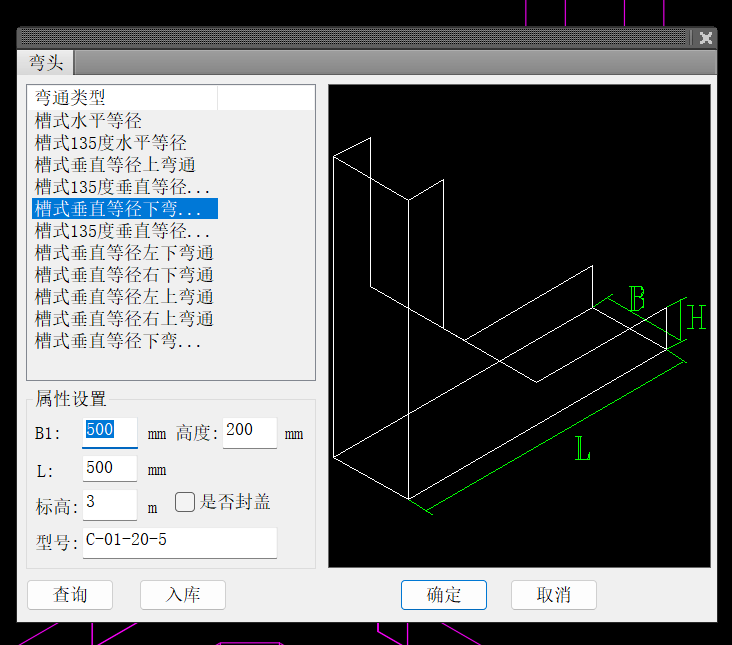 弯头
弯通类型
槽式水平等径
槽式135度水平等径
槽式垂直等径上弯通
槽式135度垂直等径...
槽式垂直等径下弯...
槽式135度垂直等径...
槽式垂直等径左下弯通
槽式垂直等径右下弯通
槽式垂直等径左上弯通
槽式垂直等径右上弯通
槽式垂直等径下弯...
B
H
L
属性设置
B1: 500 mm 高度: 200 mm
L: 500 mm
标高: 3 m 是否封盖
型号: C-01-20-5
查询 入库 确定 取消